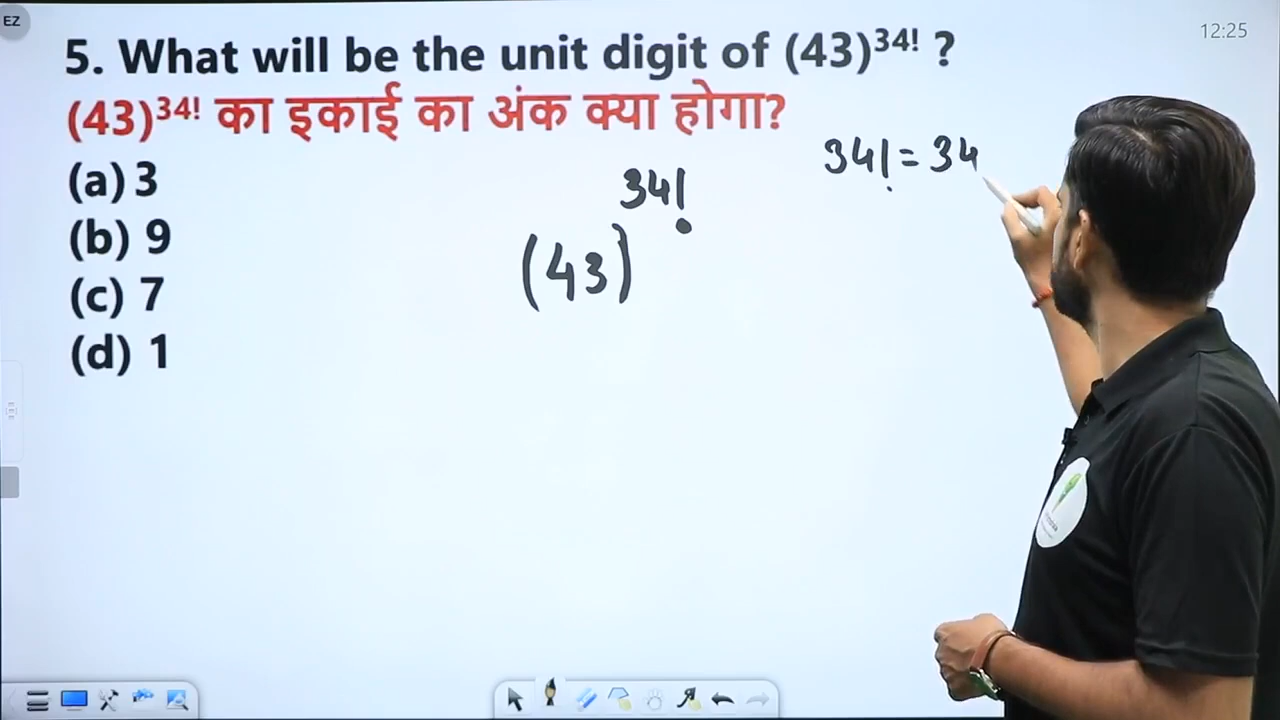 EZ
12:25
5. What will be the unit digit of (43)³⁴! ?
(43)³⁴! का इकाई का अंक क्या होगा?
(a) 3
(b) 9
(c) 7
(d) 1
34! = 34
(43)³⁴!